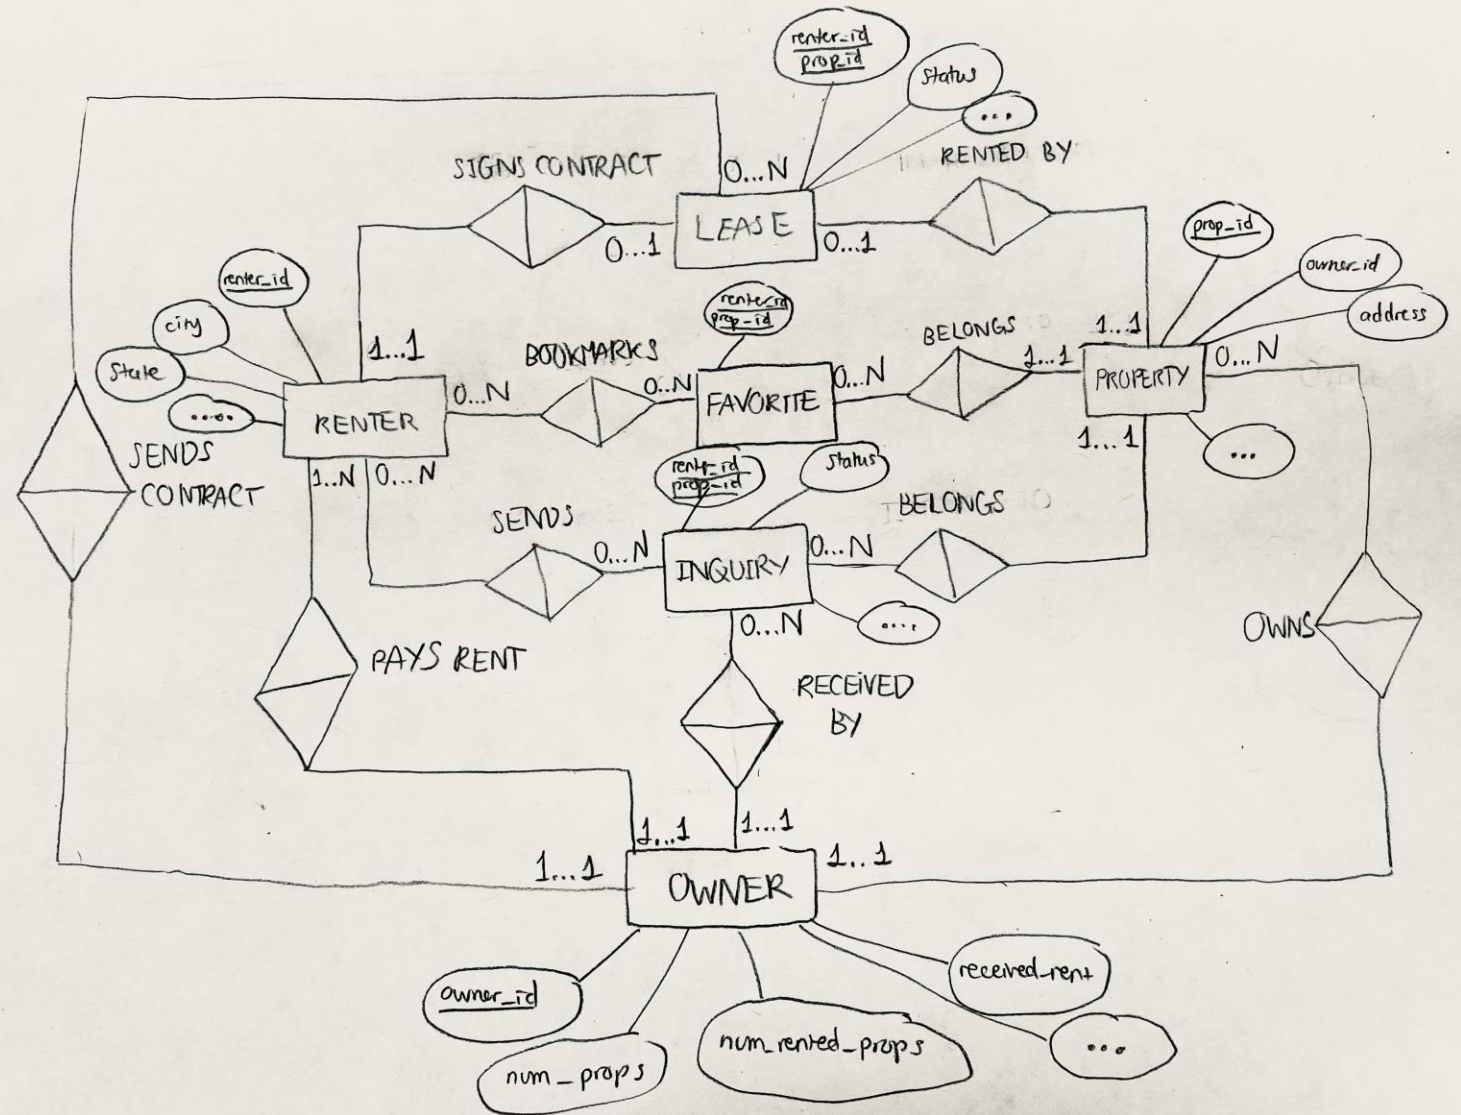 renter_id
prop_id
status
...
SIGNS CONTRACT
RENTED BY
0...N
LEASE
0...1
0...1
prop_id
owner_id
address
renter_id
city
state
....
renter_id
prop_id
1...1
BOOKMARKS
BELONGS
1...1
1...1
0...N
RENTER
0...N
0...N
FAVORITE
0...N
PROPERTY
1...1
...
SENDS
CONTRACT
1..N
0...N
renter_id
prop_id
status
SENDS
BELONGS
0...N
INQUIRY
0...N
....
0...N
OWNS
PAYS RENT
RECEIVED
BY
1...1
1...1
1...1
1...1
OWNER
owner_id
num_props
num_rented_props
received_rent
...